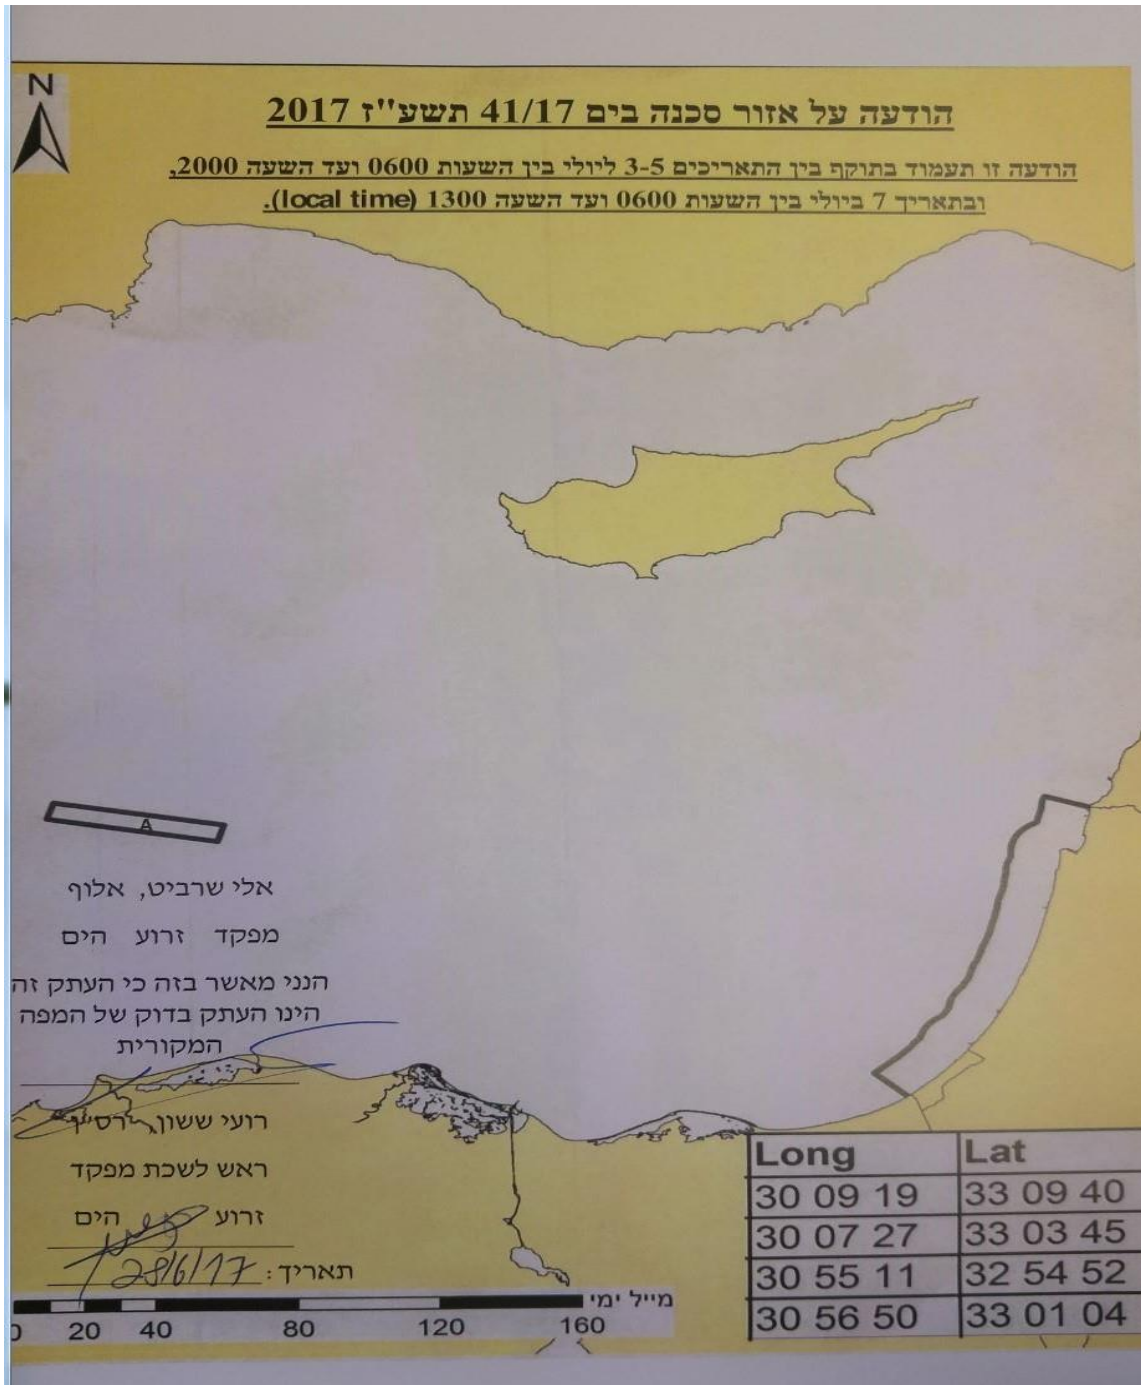 N
הודעה על אזור סכנה בים 41/17 תשע"ז 2017
הודעה זו תעמוד בתוקף בין התאריכים 3-5 ליולי בין השעות 0600 ועד השעה 2000,
ובתאריך 7 ביולי בין השעות 0600 ועד השעה 1300 (local time).
A
אלי שרביט, אלוף
מפקד זרוע הים
הנני מאשר בזה כי העתק זה
הינו העתק בדוק של המפה
המקורית
רועי ששון, רס"ן
ראש לשכת מפקד
זרוע הים
תאריך: 28/6/17
מייל ימי
0 20 40 80 120 160
Long Lat
30 09 19 33 09 40
30 07 27 33 03 45
30 55 11 32 54 52
30 56 50 33 01 04